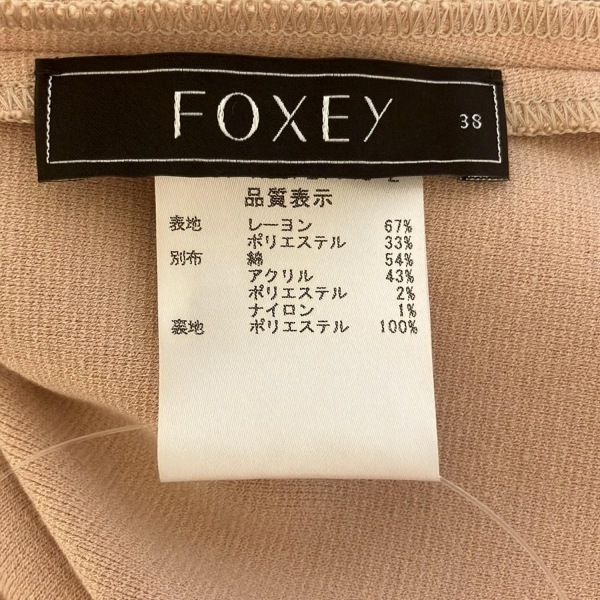 FOXEY 38
品質表示
表地 レーヨン 67%
ポリエステル 33%
別布 綿 54%
アクリル 43%
ポリエステル 2%
ナイロン 1%
裏地 ポリエステル 100%